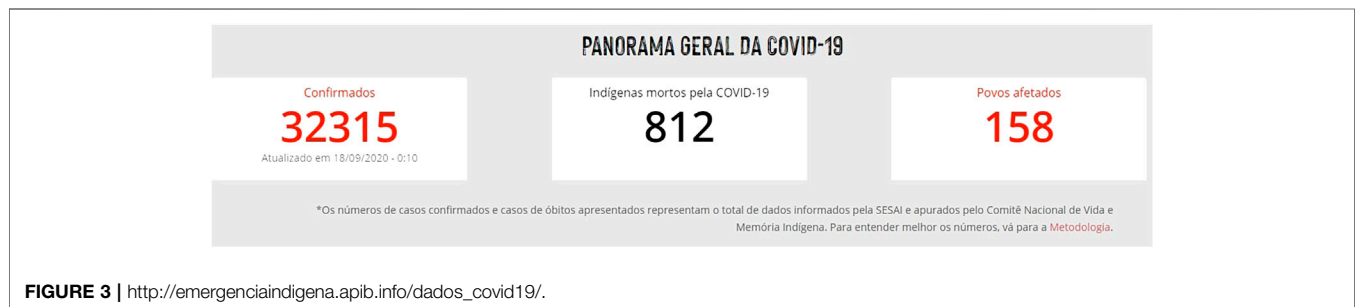 PANORAMA GERAL DA COVID-19
Confirmados
32315
Atualizado em 18/09/2020 - 0:10
Indígenas mortos pela COVID-19
812
Povos afetados
158
*Os números de casos confirmados e casos de óbitos apresentados representam o total de dados informados pela SESAI e apurados pelo Comitê Nacional de Vida e
Memória Indígena. Para entender melhor os números, vá para a Metodologia.
FIGURE 3 | http://emergenciaindigena.apib.info/dados_covid19/.